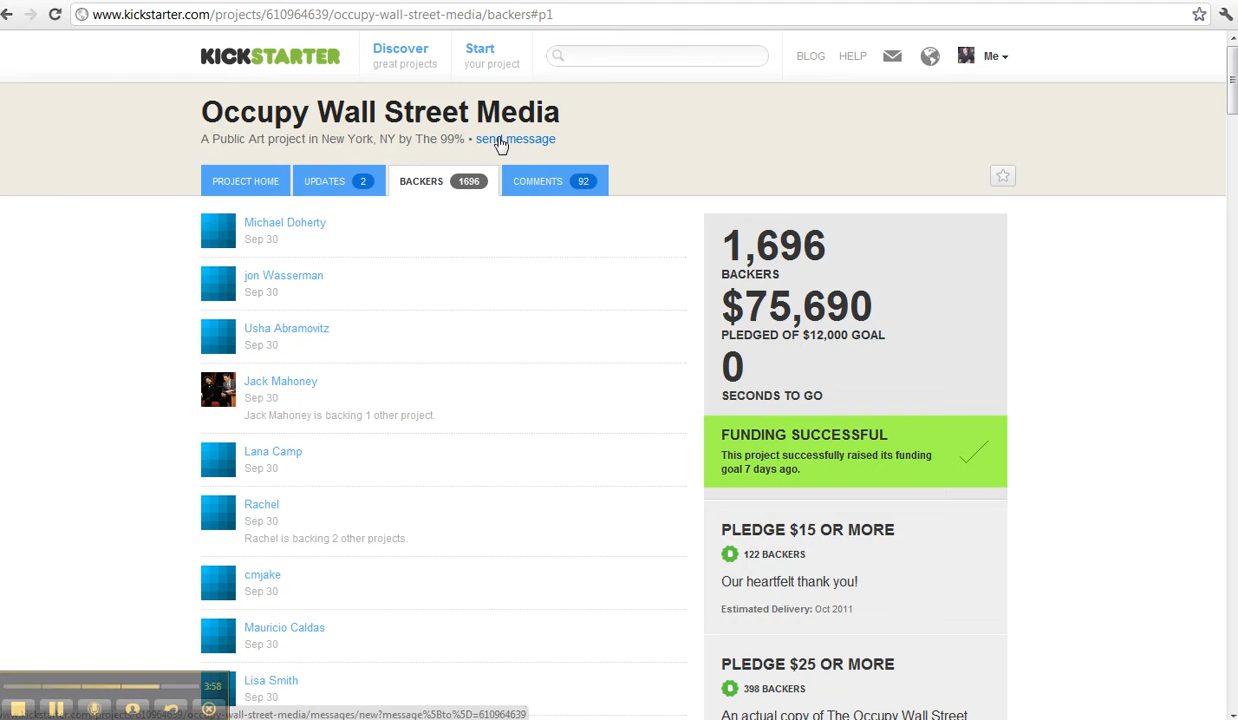 www.kickstarter.com/projects/610964639/occupy-wall-street-media/backers#p1
KICKSTARTER
Discover
great projects
Start
your project
BLOG
HELP
Me
Occupy Wall Street Media
A Public Art project in New York, NY by The 99% • send message
PROJECT HOME
UPDATES 2
BACKERS 1696
COMMENTS 92
Michael Doherty
Sep 30
jon Wasserman
Sep 30
Usha Abramovitz
Sep 30
Jack Mahoney
Sep 30
Jack Mahoney is backing 1 other project.
Lana Camp
Sep 30
Rachel
Sep 30
Rachel is backing 2 other projects.
cmjake
Sep 30
Mauricio Caldas
Sep 30
Lisa Smith
Sep 30
1,696
BACKERS
$75,690
PLEDGED OF $12,000 GOAL
0
SECONDS TO GO
FUNDING SUCCESSFUL
This project successfully raised its funding
goal 7 days ago.
PLEDGE $15 OR MORE
122 BACKERS
Our heartfelt thank you!
Estimated Delivery: Oct 2011
PLEDGE $25 OR MORE
398 BACKERS
An actual copy of The Occupy Wall Street
3:58
www.kickstarter.com/projects/610964639/occupy-wall-street-media/messages/new?message%5Bto%5D=610964639